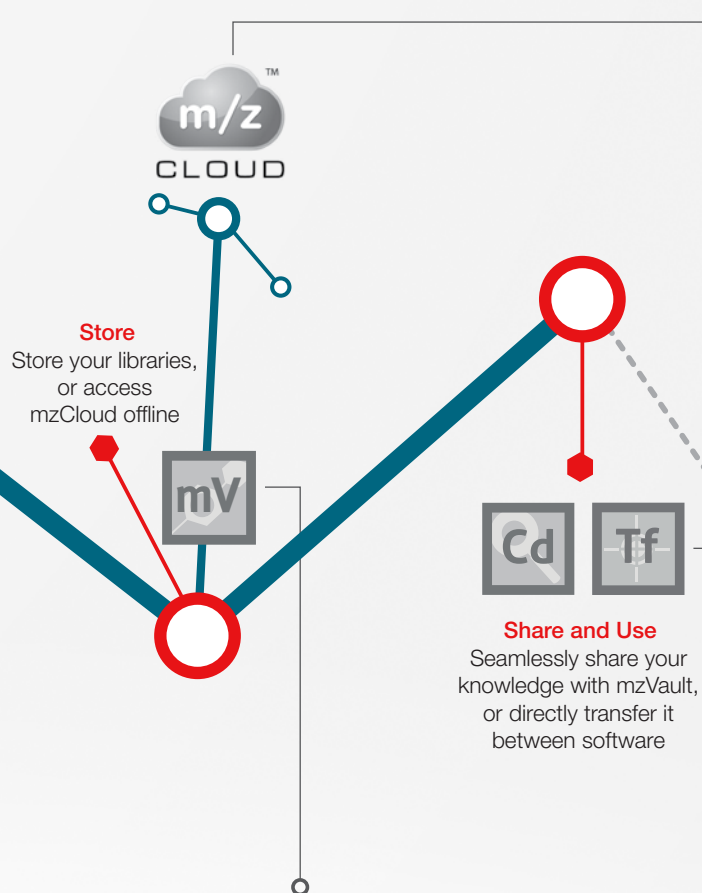 m/z™
CLOUD
Store
Store your libraries,
or access
mzCloud offline
mV
Cd
Tf
Share and Use
Seamlessly share your
knowledge with mzVault,
or directly transfer it
between software